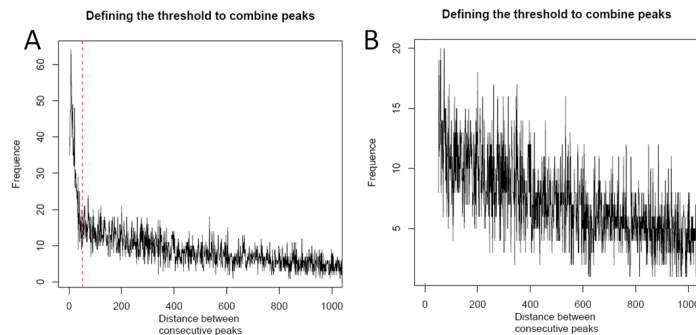 Defining the threshold to combine peaks
A
Frequence
60
50
40
30
20
10
0
0 200 400 600 800 1000
Distance between
consecutive peaks
Defining the threshold to combine peaks
B
Frequence
20
15
10
5
0 200 400 600 800 1000
Distance between
consecutive peaks